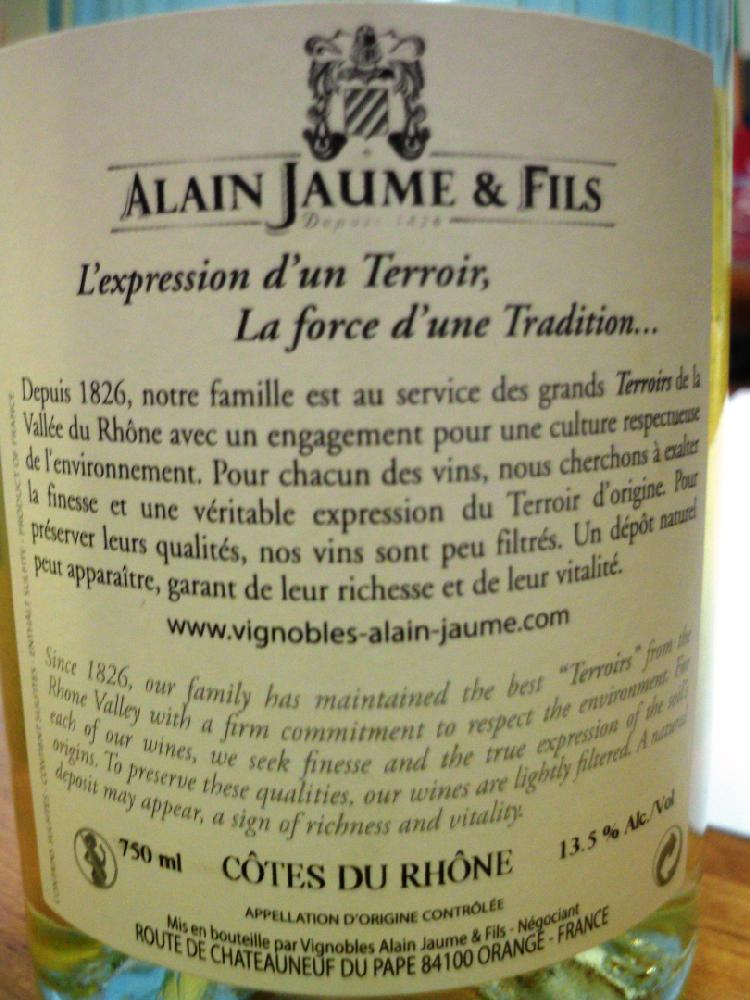 ALAIN JAUME & FILS
Depuis 1826
L'expression d'un Terroir,
La force d'une Tradition...
Depuis 1826, notre famille est au service des grands Terroirs de la
Vallée du Rhône avec un engagement pour une culture respectueuse
de l'environnement. Pour chacun des vins, nous cherchons à exalter
la finesse et une véritable expression du Terroir d'origine. Pour
préserver leurs qualités, nos vins sont peu filtrés. Un dépôt naturel
peut apparaître, garant de leur richesse et de leur vitalité.
www.vignobles-alain-jaume.com
Since 1826, our family has maintained the best "Terroirs" from the
Rhone Valley with a firm commitment to respect the environment. For
each of our wines, we seek finesse and the true expression of the soil's
origins. To preserve these qualities, our wines are lightly filtered. A natural
deposit may appear, a sign of richness and vitality.
750 ml
CÔTES DU RHÔNE
13.5 % Alc./Vol
APPELLATION D'ORIGINE CONTRÔLÉE
Mis en bouteille par Vignobles Alain Jaume & Fils - Négociant
ROUTE DE CHATEAUNEUF DU PAPE 84100 ORANGE - FRANCE
CONTENT SULFITES - ENTHÄLT SULFITE - PRODUCT OF FRANCE